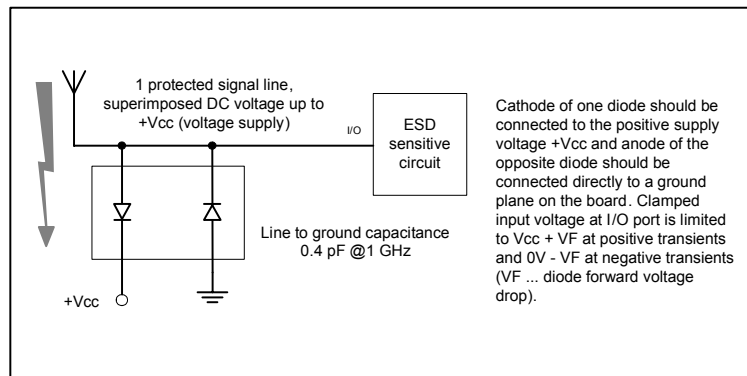 1 protected signal line,
superimposed DC voltage up to
+Vcc (voltage supply)
I/O
ESD
sensitive
circuit
Line to ground capacitance
0.4 pF @1 GHz
+Vcc
Cathode of one diode should be
connected to the positive supply
voltage +Vcc and anode of the
opposite diode should be
connected directly to a ground
plane on the board. Clamped
input voltage at I/O port is limited
to Vcc + VF at positive transients
and 0V - VF at negative transients
(VF ... diode forward voltage
drop).